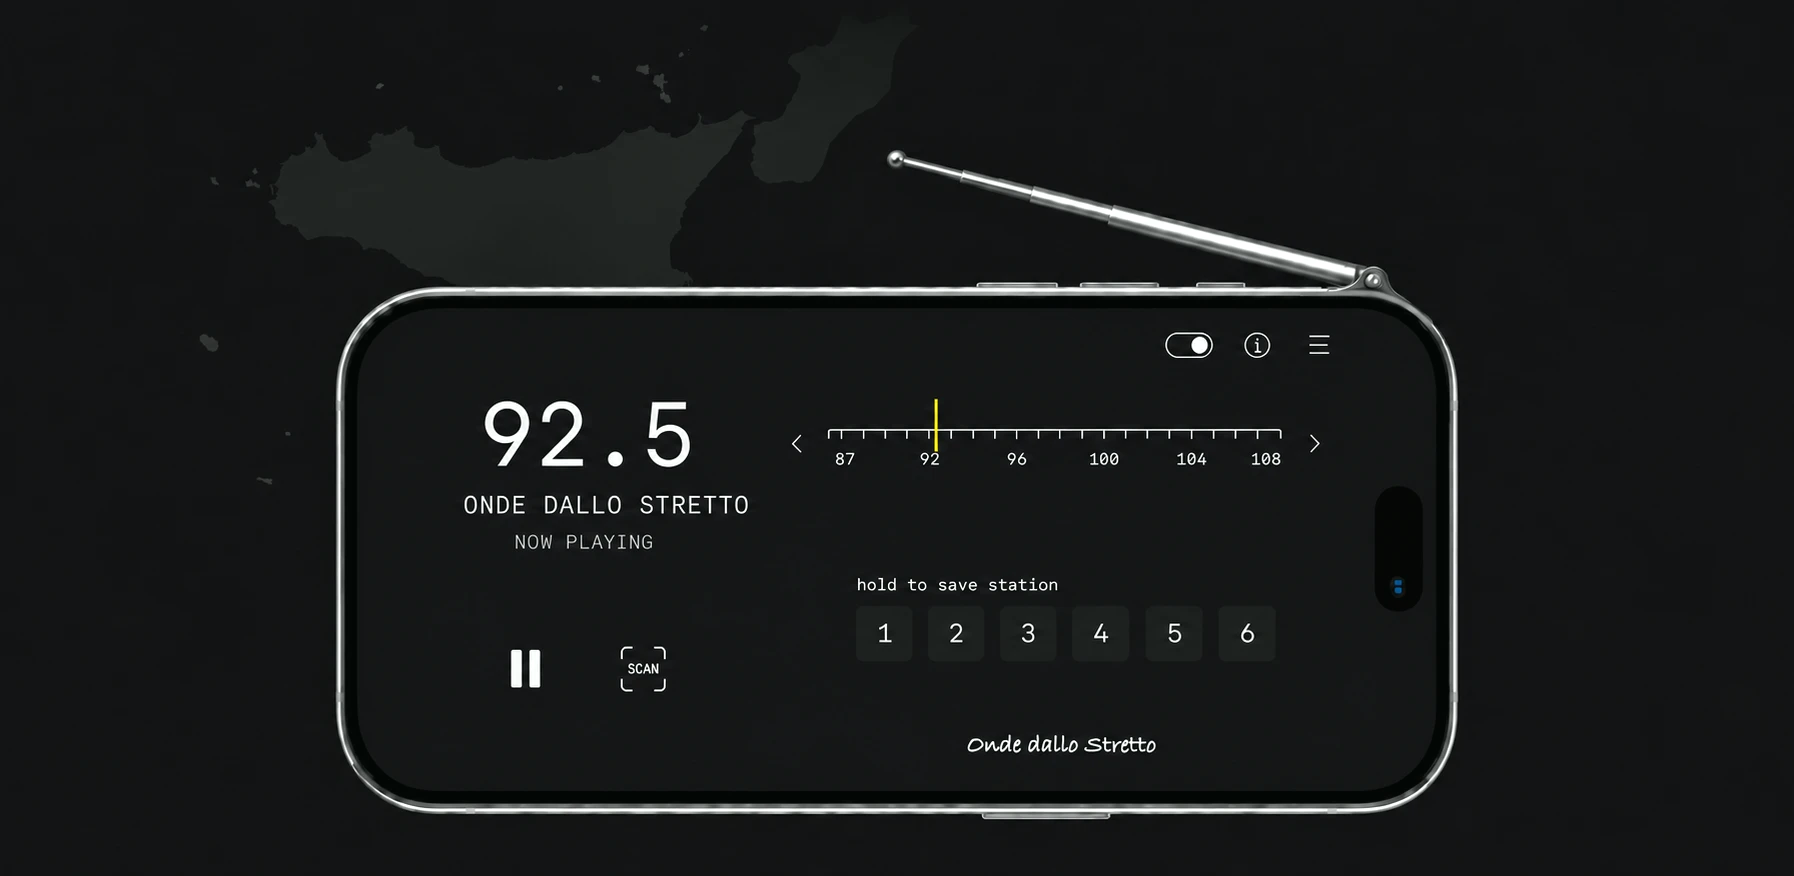 92.5
ONDE DALLO STRETTO
NOW PLAYING
87 92 96 100 104 108
hold to save station
1 2 3 4 5 6
SCAN
Onde dallo Stretto